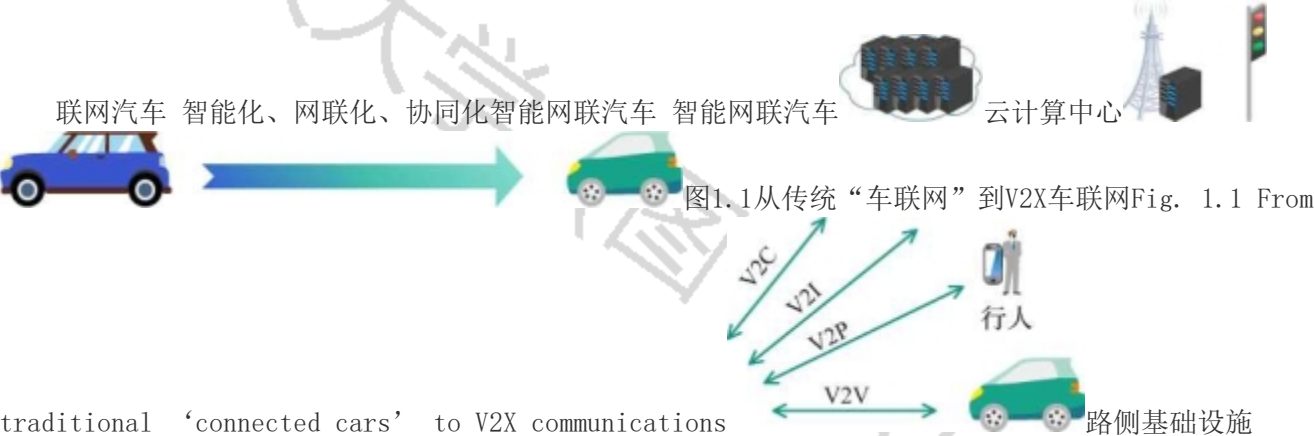 联网汽车 智能化、网联化、协同化智能网联汽车 智能网联汽车 云计算中心
图1.1从传统“车联网”到V2X车联网Fig. 1.1 From
V2C
V2I
V2P
行人
V2V
traditional ‘connected cars’ to V2X communications 路侧基础设施